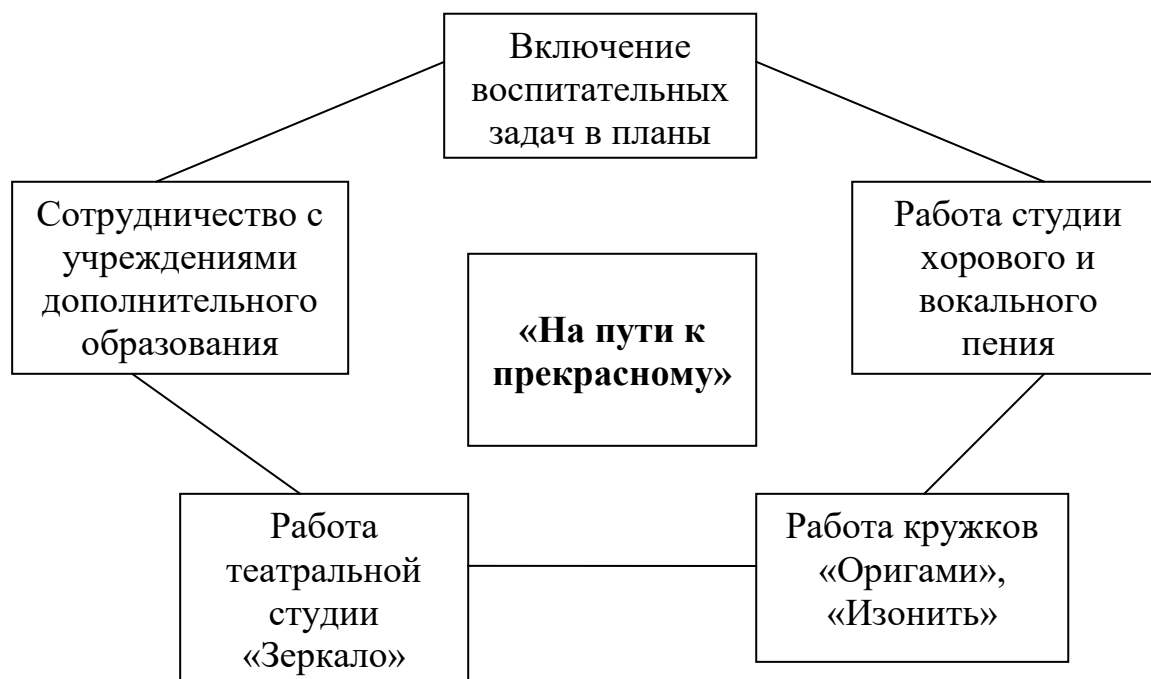 Включение
воспитательных
задач в планы
Сотрудничество с
учреждениями
дополнительного
образования
Работа студии
хорового и
вокального
пения
«На пути к
прекрасному»
Работа
театральной
студии
«Зеркало»
Работа кружков
«Оригами»,
«Изонить»